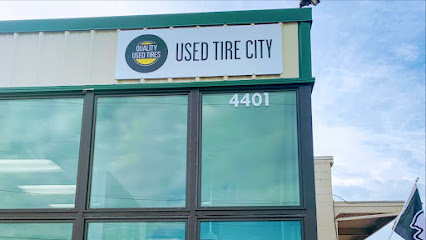 QUALITY
USED TIRES
USED TIRE CITY
4401